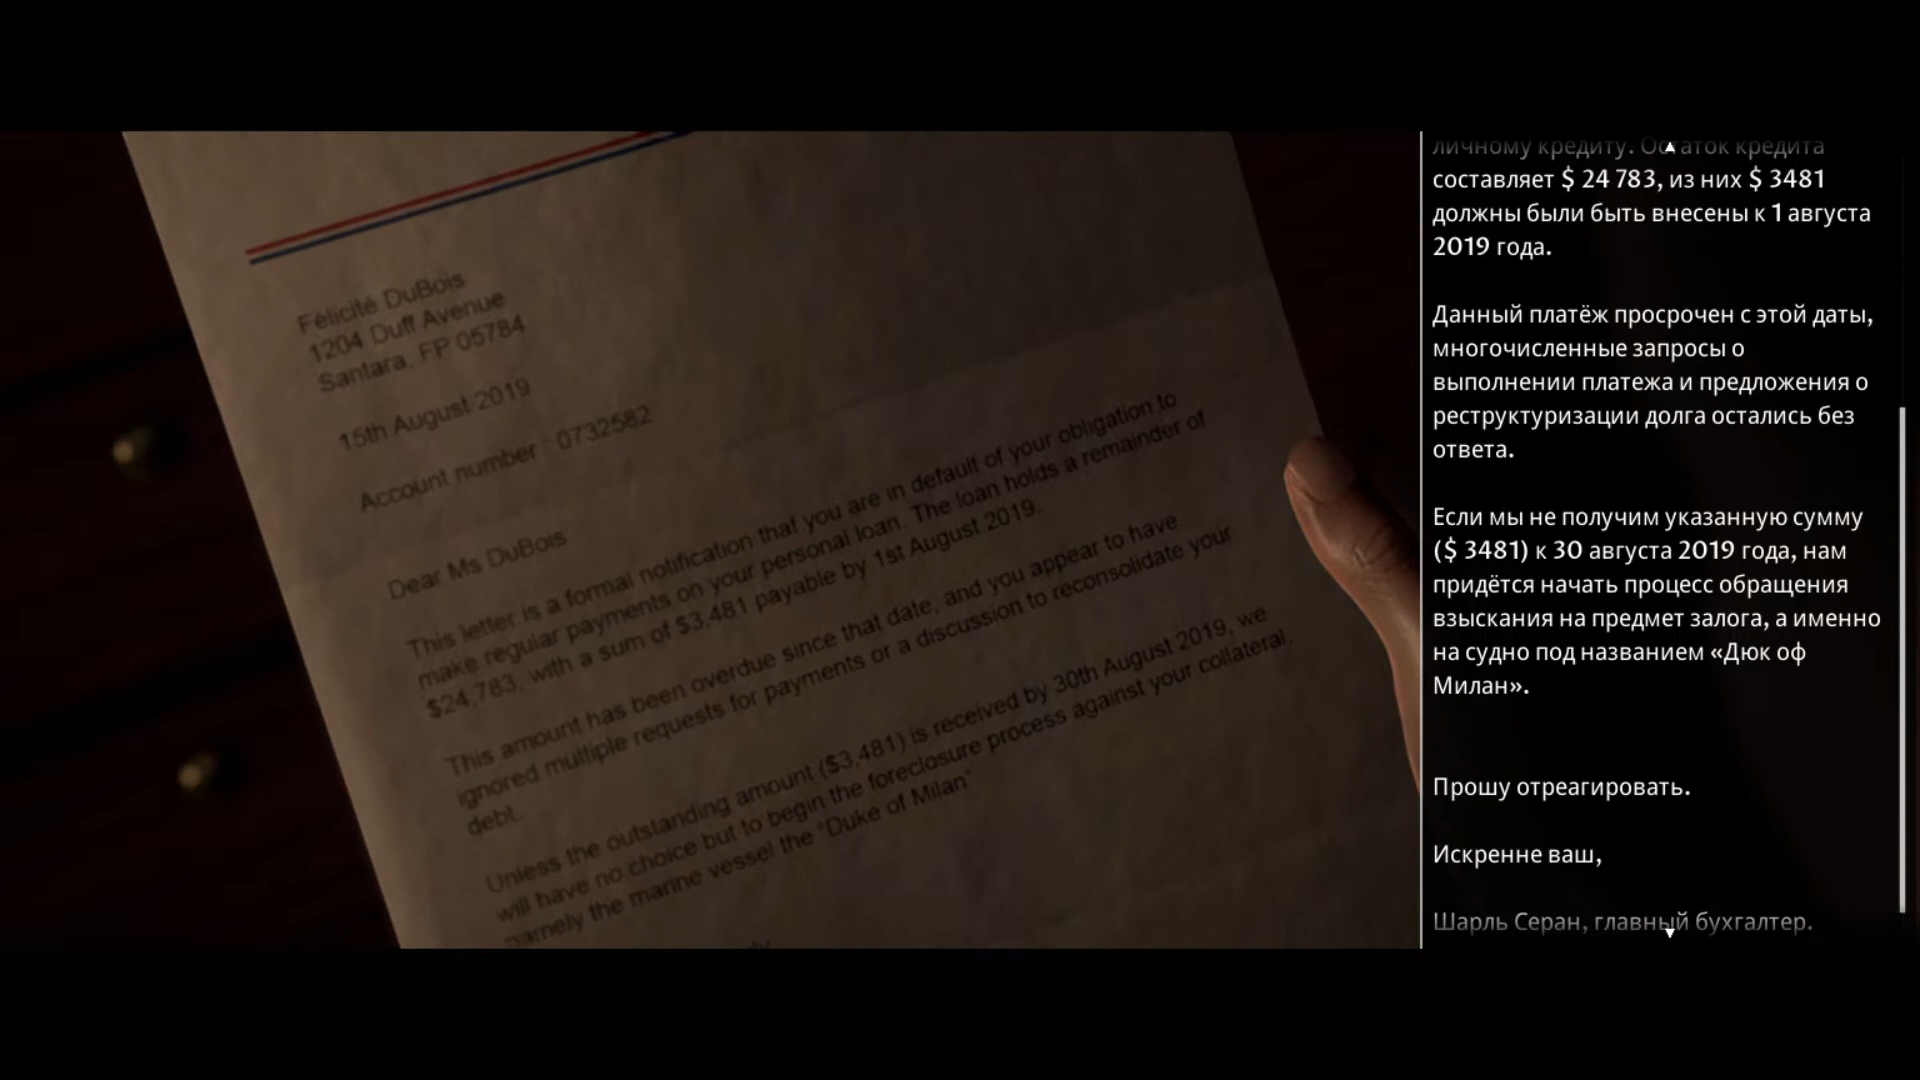 Félicité DuBois
1204 Duff Avenue
Santara, FP 05784
15th August 2019
Account number : 0732582
Dear Ms DuBois
This letter is a formal notification that you are in default of your obligation to
make regular payments on your personal loan. The loan holds a remainder of
$24,783, with a sum of $3,481 payable by 1st August 2019.
This amount has been overdue since that date, and you appear to have
ignored multiple requests for payments or a discussion to reconsolidate your
debt.
Unless the outstanding amount ($3,481) is received by 30th August 2019, we
will have no choice but to begin the foreclosure process against your collateral,
namely the marine vessel the "Duke of Milan".
личному кредиту. Остаток кредита
составляет $ 24 783, из них $ 3481
должны были быть внесены к 1 августа
2019 года.
Данный платёж просрочен с этой даты,
многочисленные запросы о
выполнении платежа и предложения о
реструктуризации долга остались без
ответа.
Если мы не получим указанную сумму
($ 3481) к 30 августа 2019 года, нам
придётся начать процесс обращения
взыскания на предмет залога, а именно
на судно под названием «Дюк оф
Милан».
Прошу отреагировать.
Искренне ваш,
Шарль Серан, главный бухгалтер.